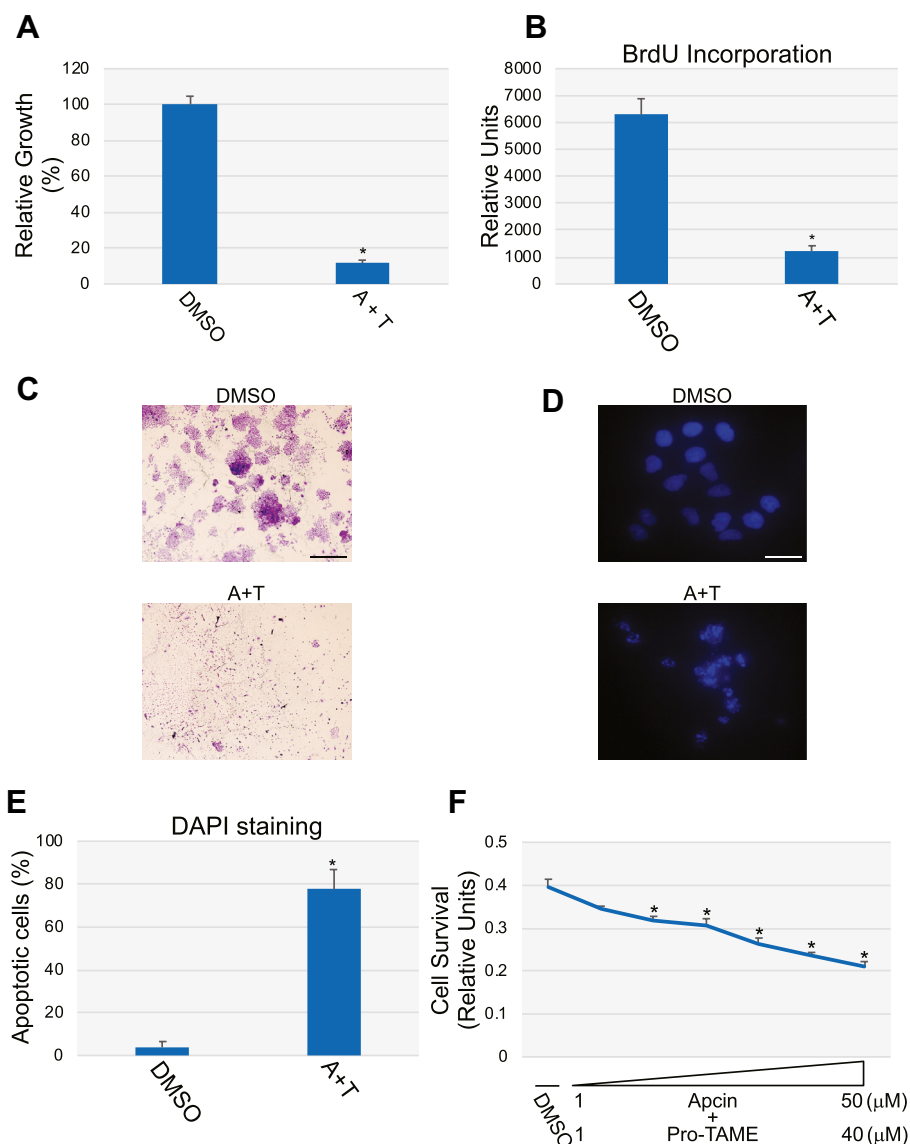 A
120
100
80
60
40
20
0
Relative Growth
(%)
*
DMSO
A + T
B
BrdU Incorporation
8000
7000
6000
5000
4000
3000
2000
1000
0
Relative Units
*
DMSO
A+T
C
DMSO
A+T
D
DMSO
A+T
E
DAPI staining
100
80
60
40
20
0
Apoptotic cells (%)
*
DMSO
A+T
F
0.5
0.4
0.3
0.2
0.1
0
Cell Survival
(Relative Units)
* * * * *
DMSO
1 Apcin 50 (µM)
+
1 Pro-TAME 40 (µM)